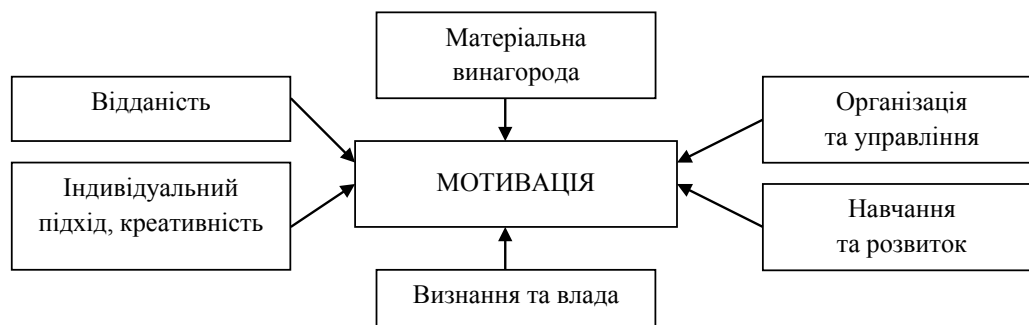 Матеріальна
винагорода
Відданість
Організація
та управління
МОТИВАЦІЯ
Індивідуальний
підхід, креативність
Навчання
та розвиток
Визнання та влада